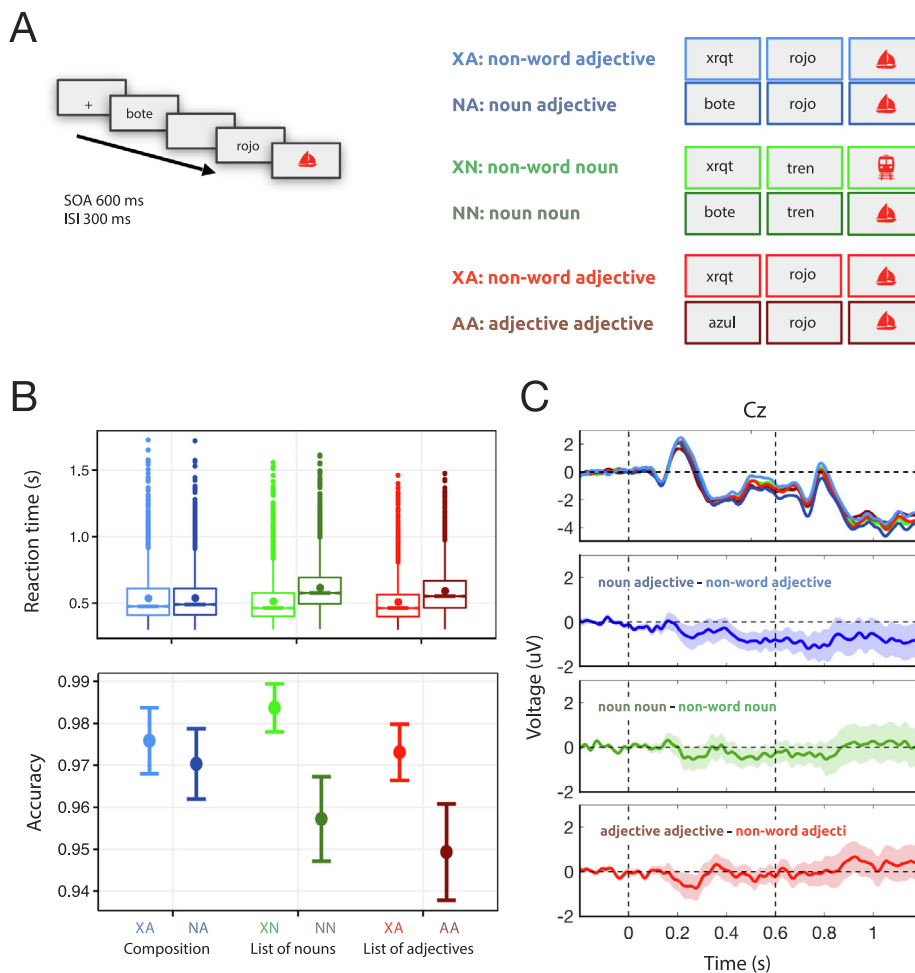 A
+
bote
rojo
SOA 600 ms
ISI 300 ms
XA: non-word adjective
xrqt rojo
NA: noun adjective
bote rojo
XN: non-word noun
xrqt tren
NN: noun noun
bote tren
XA: non-word adjective
xrqt rojo
AA: adjective adjective
azul rojo
B
Reaction time (s)
1.5
1.0
0.5
Accuracy
0.99
0.98
0.97
0.96
0.95
0.94
XA NA XN NN XA AA
Composition List of nouns List of adjectives
C
Cz
Voltage (uV)
2
0
-2
-4
noun adjective - non-word adjective
2
0
-2
noun noun - non-word noun
2
0
-2
adjective adjective - non-word adjecti
2
0
-2
0 0.2 0.4 0.6 0.8 1
Time (s)